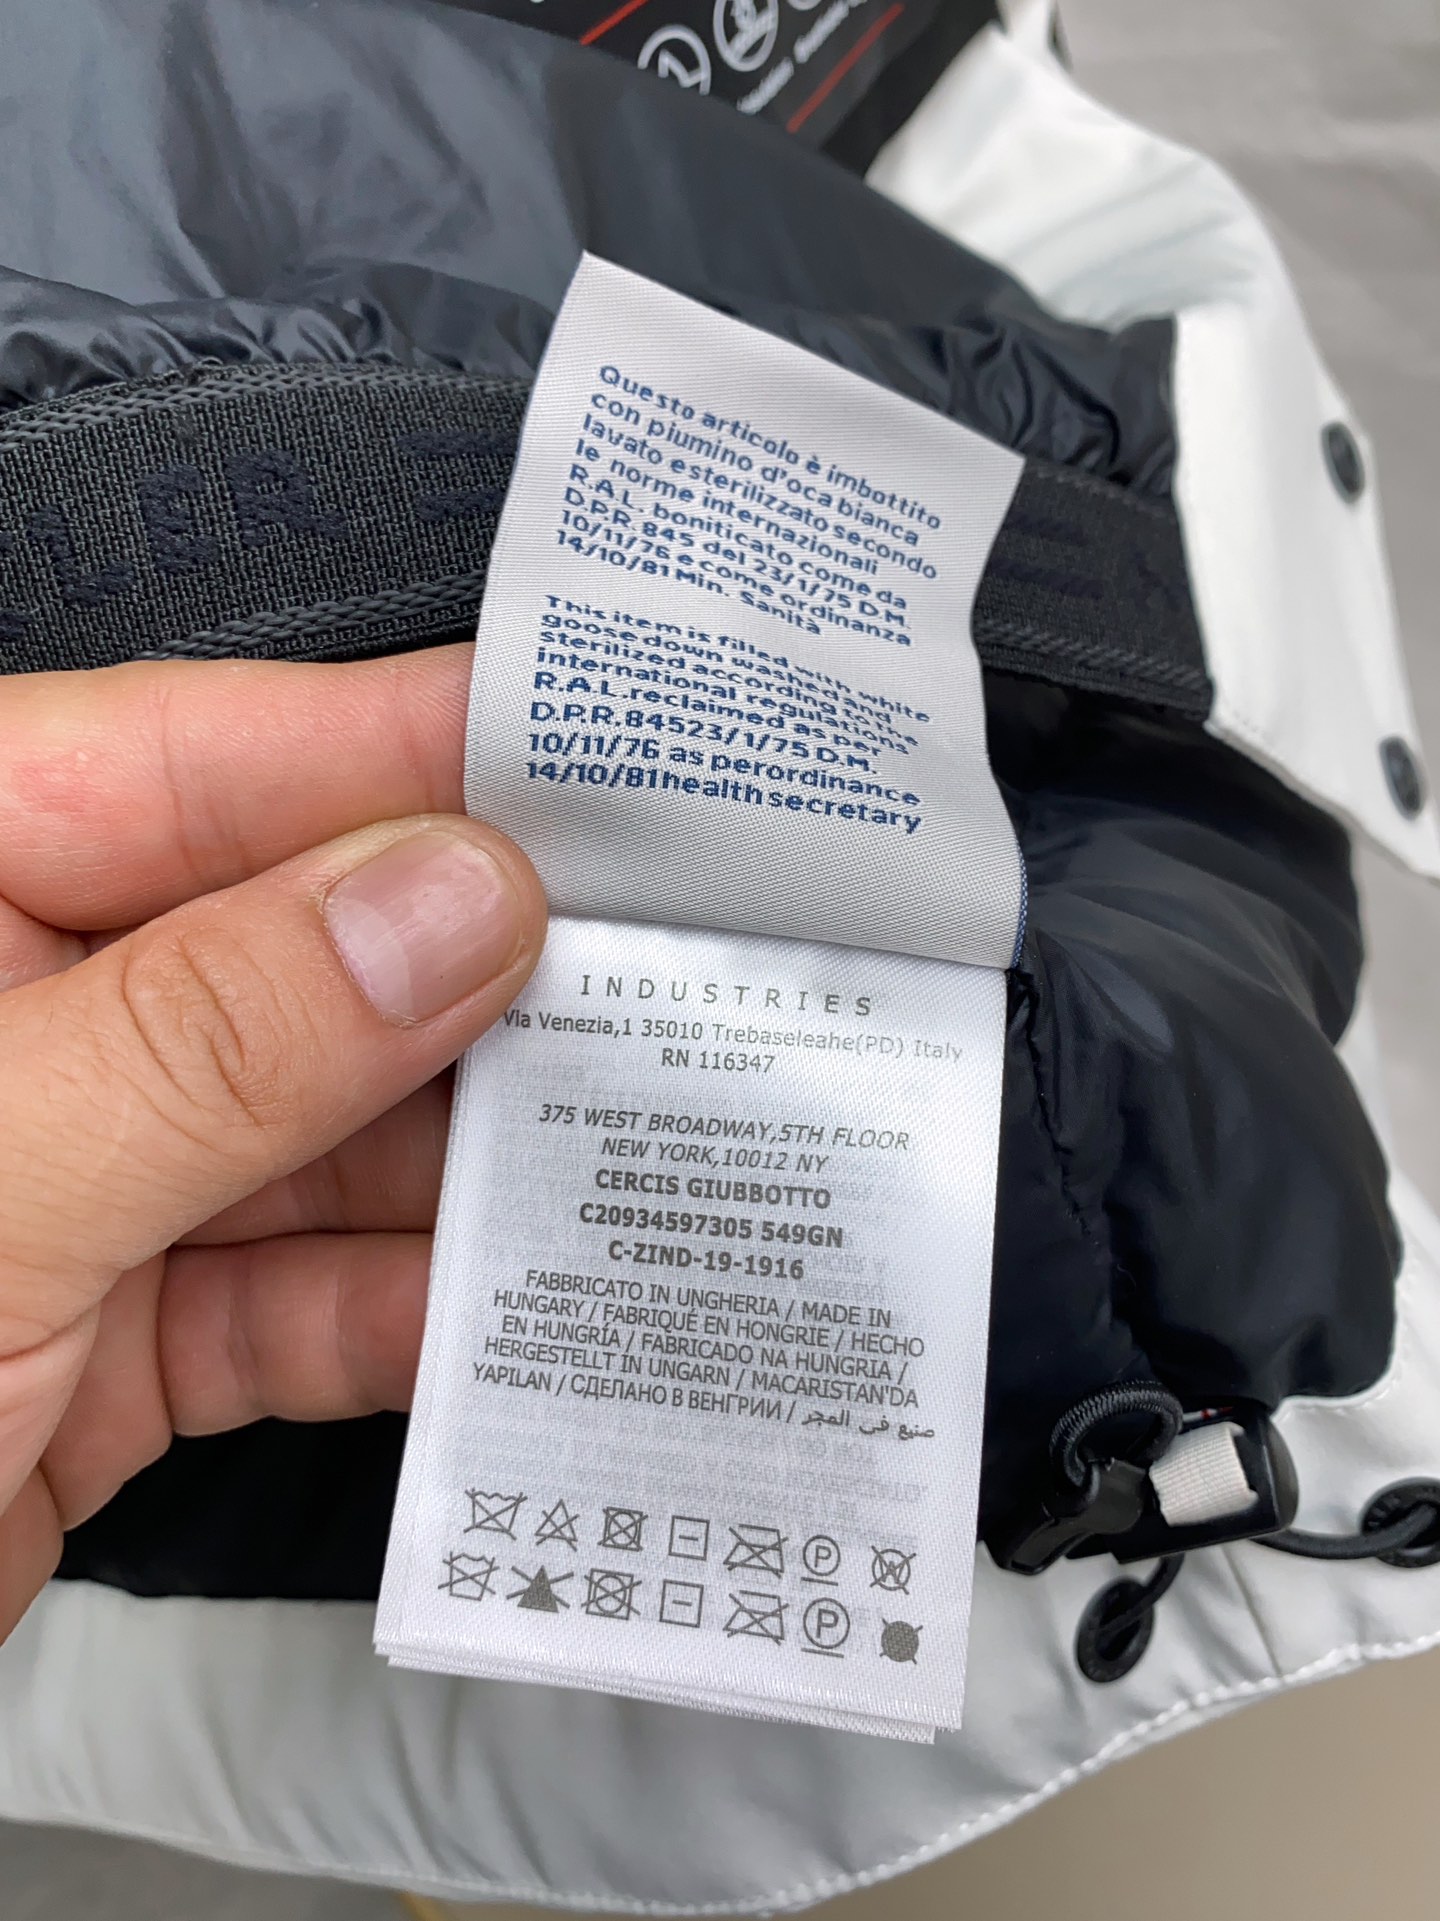 Questo articolo è imbottito
con piumino d'oca bianca
lavato e sterilizzato secondo
le norme internazionali
R.A.L. boniticato come da
D.P.R. 845 del 23/1/75 D.M.
10/11/76 e come ordinanza
14/10/81 Min. Sanità
This item is filled with white
goose down washed and
sterilized according to the
international regulations
R.A.L.reclaimed as per
D.P.R.84523/1/75 D.M.
10/11/76 as perordinance
14/10/81health secretary
INDUSTRIES
Via Venezia,1 35010 Trebaseleahe(PD) Italy
RN 116347
375 WEST BROADWAY,5TH FLOOR
NEW YORK,10012 NY
CERCIS GIUBBOTTO
C20934597305 549GN
C-ZIND-19-1916
FABBRICATO IN UNGHERIA / MADE IN
HUNGARY / FABRIQUÉ EN HONGRIE / HECHO
EN HUNGRÍA / FABRICADO NA HUNGRIA /
HERGESTELLT IN UNGARN / MACARISTAN'DA
YAPILAN / СДЕЛАНО В ВЕНГРИИ / صنيع في المجر
P
W
P